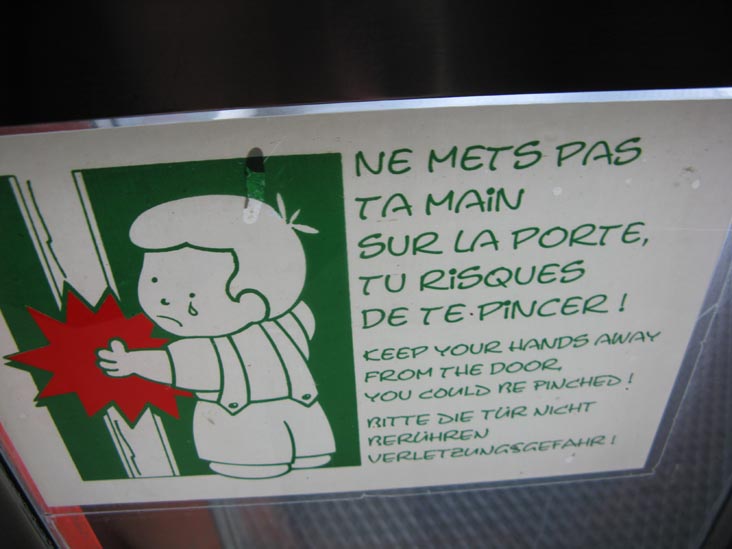 NE METS PAS
TA MAiN
SUR LA PORTE,
TU RiSQUES
DE TE PiNCER !
KEEP YOUR HANDS AWAY
FROM THE DOOR,
YOU COULD BE PINCHED !
BITTE DIE TÜR NICHT
BERÜHREN
VERLETZUNGSGEFAHR !